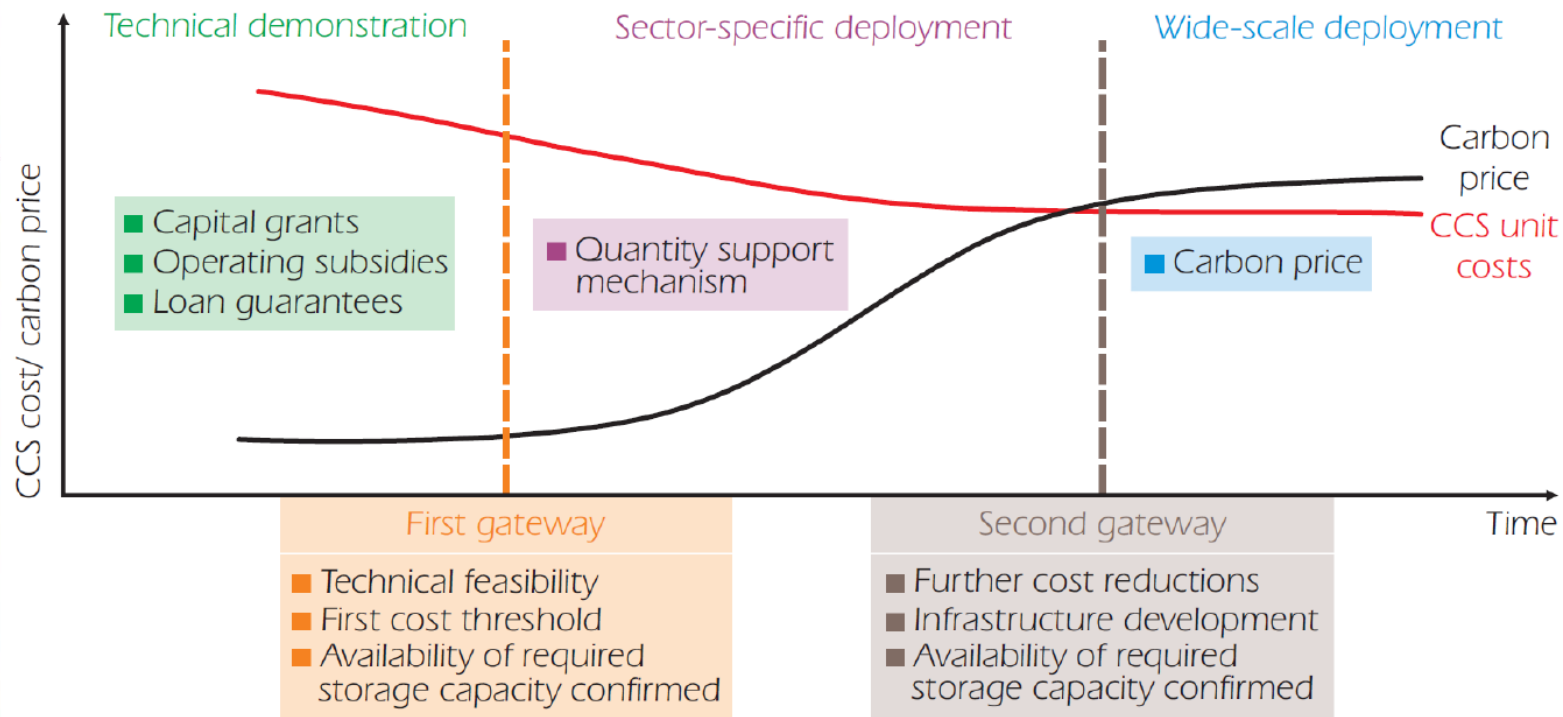 Technical demonstration
Sector-specific deployment
Wide-scale deployment
CCS cost/ carbon price
Capital grants
Operating subsidies
Loan guarantees
Quantity support
mechanism
Carbon price
Carbon
price
CCS unit
costs
Time
First gateway
Technical feasibility
First cost threshold
Availability of required
storage capacity confirmed
Second gateway
Further cost reductions
Infrastructure development
Availability of required
storage capacity confirmed